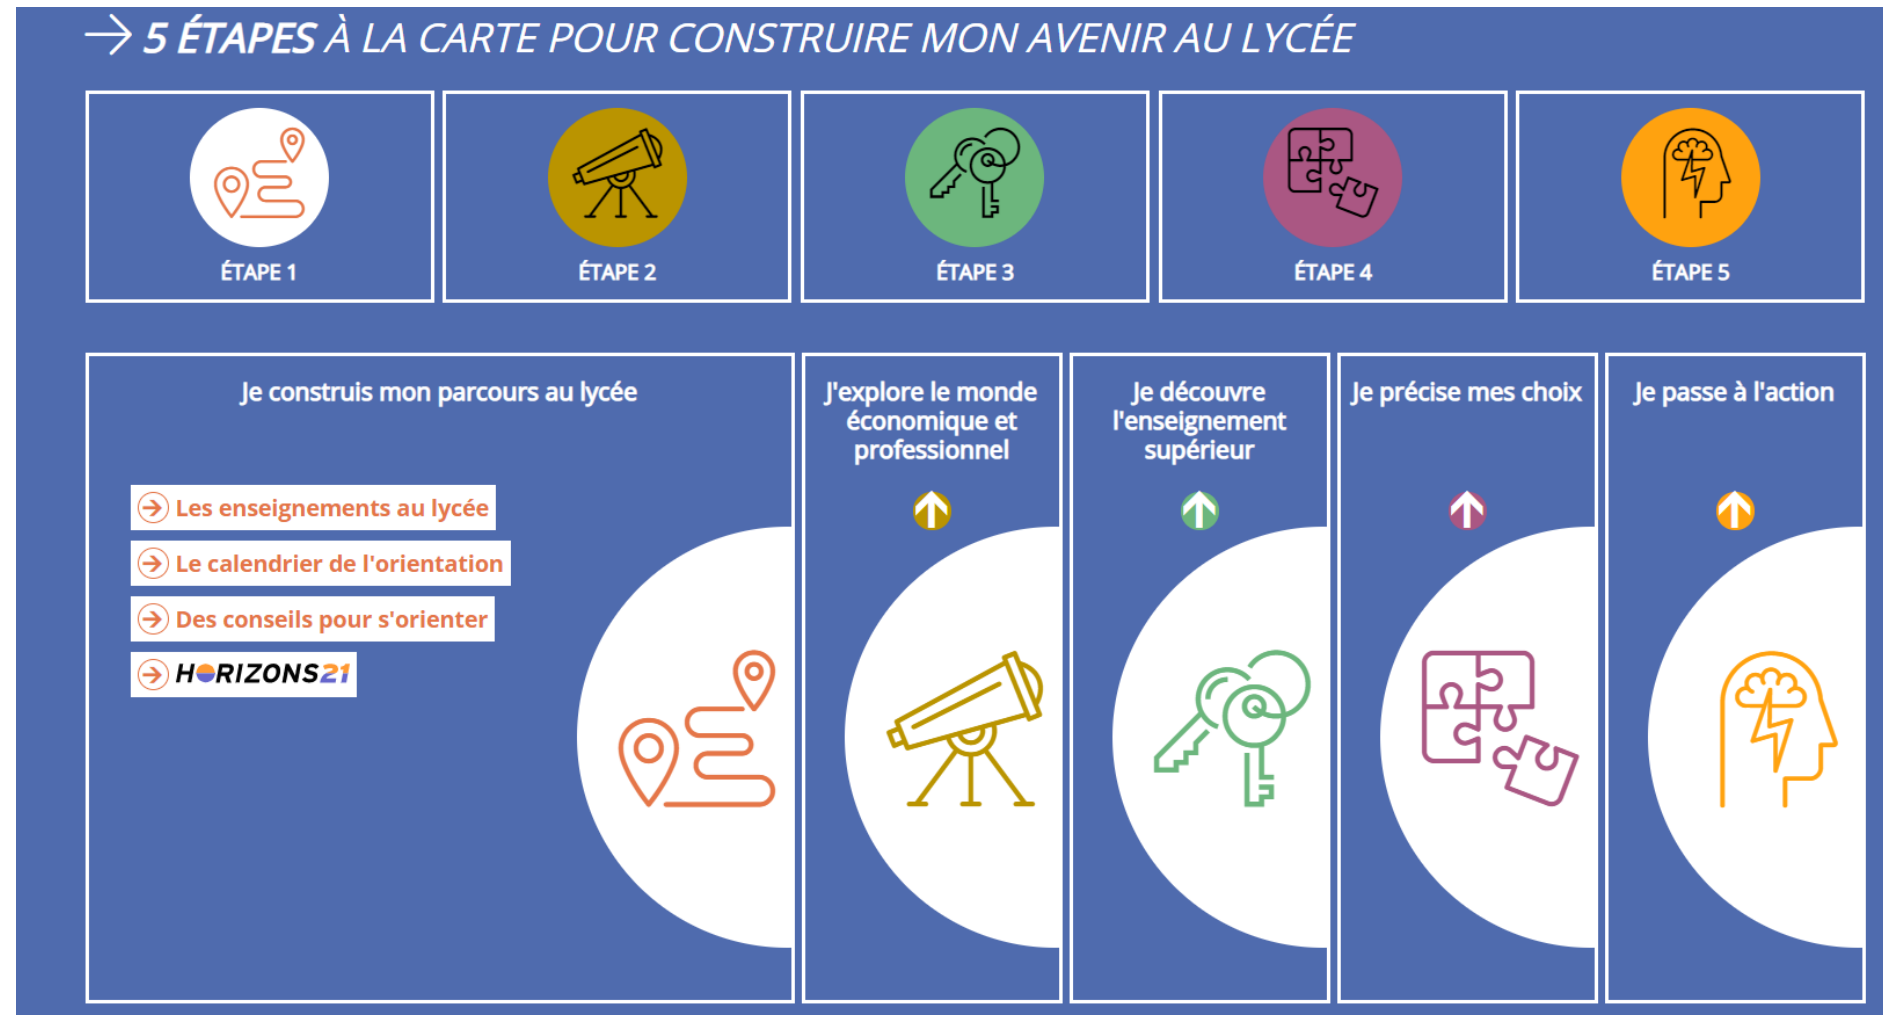 5 ÉTAPES À LA CARTE POUR CONSTRUIRE MON AVENIR AU LYCÉE
ÉTAPE 1
ÉTAPE 2
ÉTAPE 3
ÉTAPE 4
ÉTAPE 5
Je construis mon parcours au lycée
Les enseignements au lycée
Le calendrier de l'orientation
Des conseils pour s'orienter
HORIZONS21
J'explore le monde
économique et
professionnel
Je découvre
l'enseignement
supérieur
Je précise mes choix
Je passe à l'action